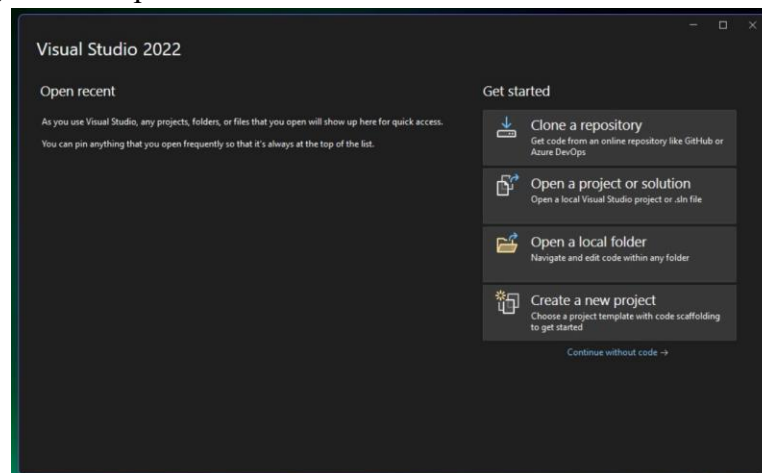 Visual Studio 2022
Open recent
As you use Visual Studio, any projects, folders, or files that you open will show up here for quick access.
You can pin anything that you open frequently so that it's always at the top of the list.
Get started
Clone a repository
Get code from an online repository like GitHub or
Azure DevOps
Open a project or solution
Open a local Visual Studio project or .sln file
Open a local folder
Navigate and edit code within any folder
Create a new project
Choose a project template with code scaffolding
to get started
Continue without code →